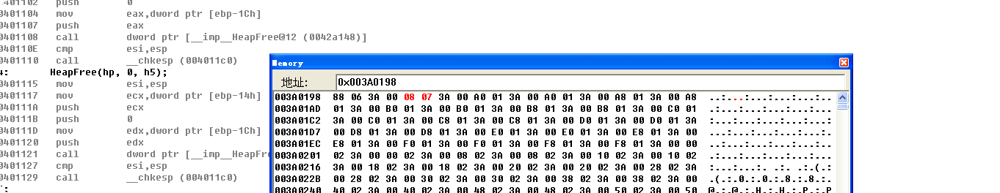 0401102 push 0
0401104 mov eax,dword ptr [ebp-1Ch]
0401107 push eax
0401108 call dword ptr [__imp__HeapFree@12 (0042a148)]
040110E cmp esi,esp
0401110 call __chkesp (004011c0)
4: HeapFree(hp, 0, h5);
0401115 mov esi,esp
0401117 mov ecx,dword ptr [ebp-14h]
040111A push ecx
040111B push 0
040111D mov edx,dword ptr [ebp-1Ch]
0401120 push edx
0401121 call dword ptr [__imp__HeapFre
0401127 cmp esi,esp
0401129 call __chkesp (004011c0)
Memory
地址: 0x003A0198
003A0198 88 06 3A 00 08 07 3A 00 A0 01 3A 00 A0 01 3A 00 A8 01 3A 00 A8 ..:...:...:...:...:..
003A01AD 01 3A 00 B0 01 3A 00 B0 01 3A 00 B8 01 3A 00 B8 01 3A 00 C0 01 .:...:...:...:...:...
003A01C2 3A 00 C0 01 3A 00 C8 01 3A 00 C8 01 3A 00 D0 01 3A 00 D0 01 3A :...:...:...:...:...:
003A01D7 00 D8 01 3A 00 D8 01 3A 00 E0 01 3A 00 E0 01 3A 00 E8 01 3A 00 ...:...:...:...:...:.
003A01EC E8 01 3A 00 F0 01 3A 00 F0 01 3A 00 F8 01 3A 00 F8 01 3A 00 00 ..:...:...:...:...:..
003A0201 02 3A 00 00 02 3A 00 08 02 3A 00 08 02 3A 00 10 02 3A 00 10 02 .:...:...:...:...:...
003A0216 3A 00 18 02 3A 00 18 02 3A 00 20 02 3A 00 20 02 3A 00 28 02 3A :...:...:. .:. .:.(.:
003A022B 00 28 02 3A 00 30 02 3A 00 30 02 3A 00 38 02 3A 00 38 02 3A 00 .(.:.0.:.0.:.8.:.8.:.
003A0240 40 02 3A 00 40 02 3A 00 48 02 3A 00 48 02 3A 00 50 02 3A 00 50 @.:.@.:.H.:.H.:.P.:.P